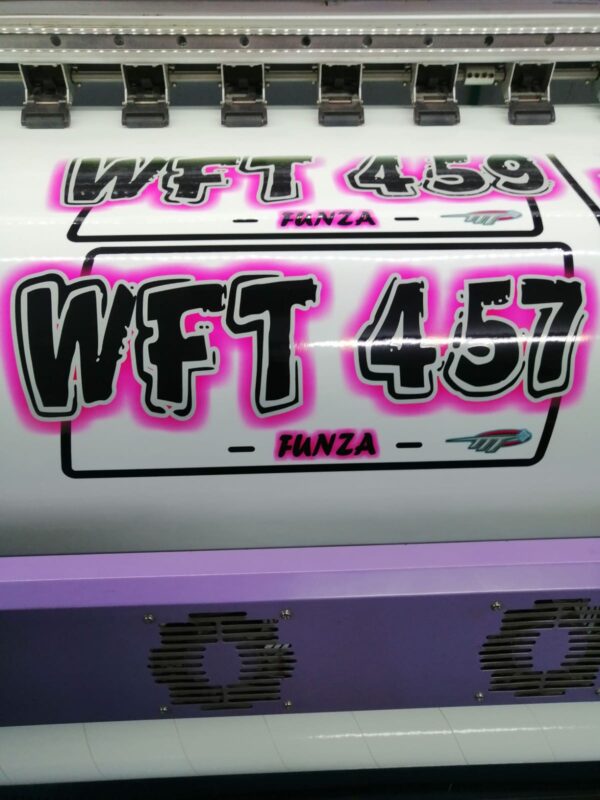 WFT 459
- FUNZA -
WFT 457
- FUNZA -